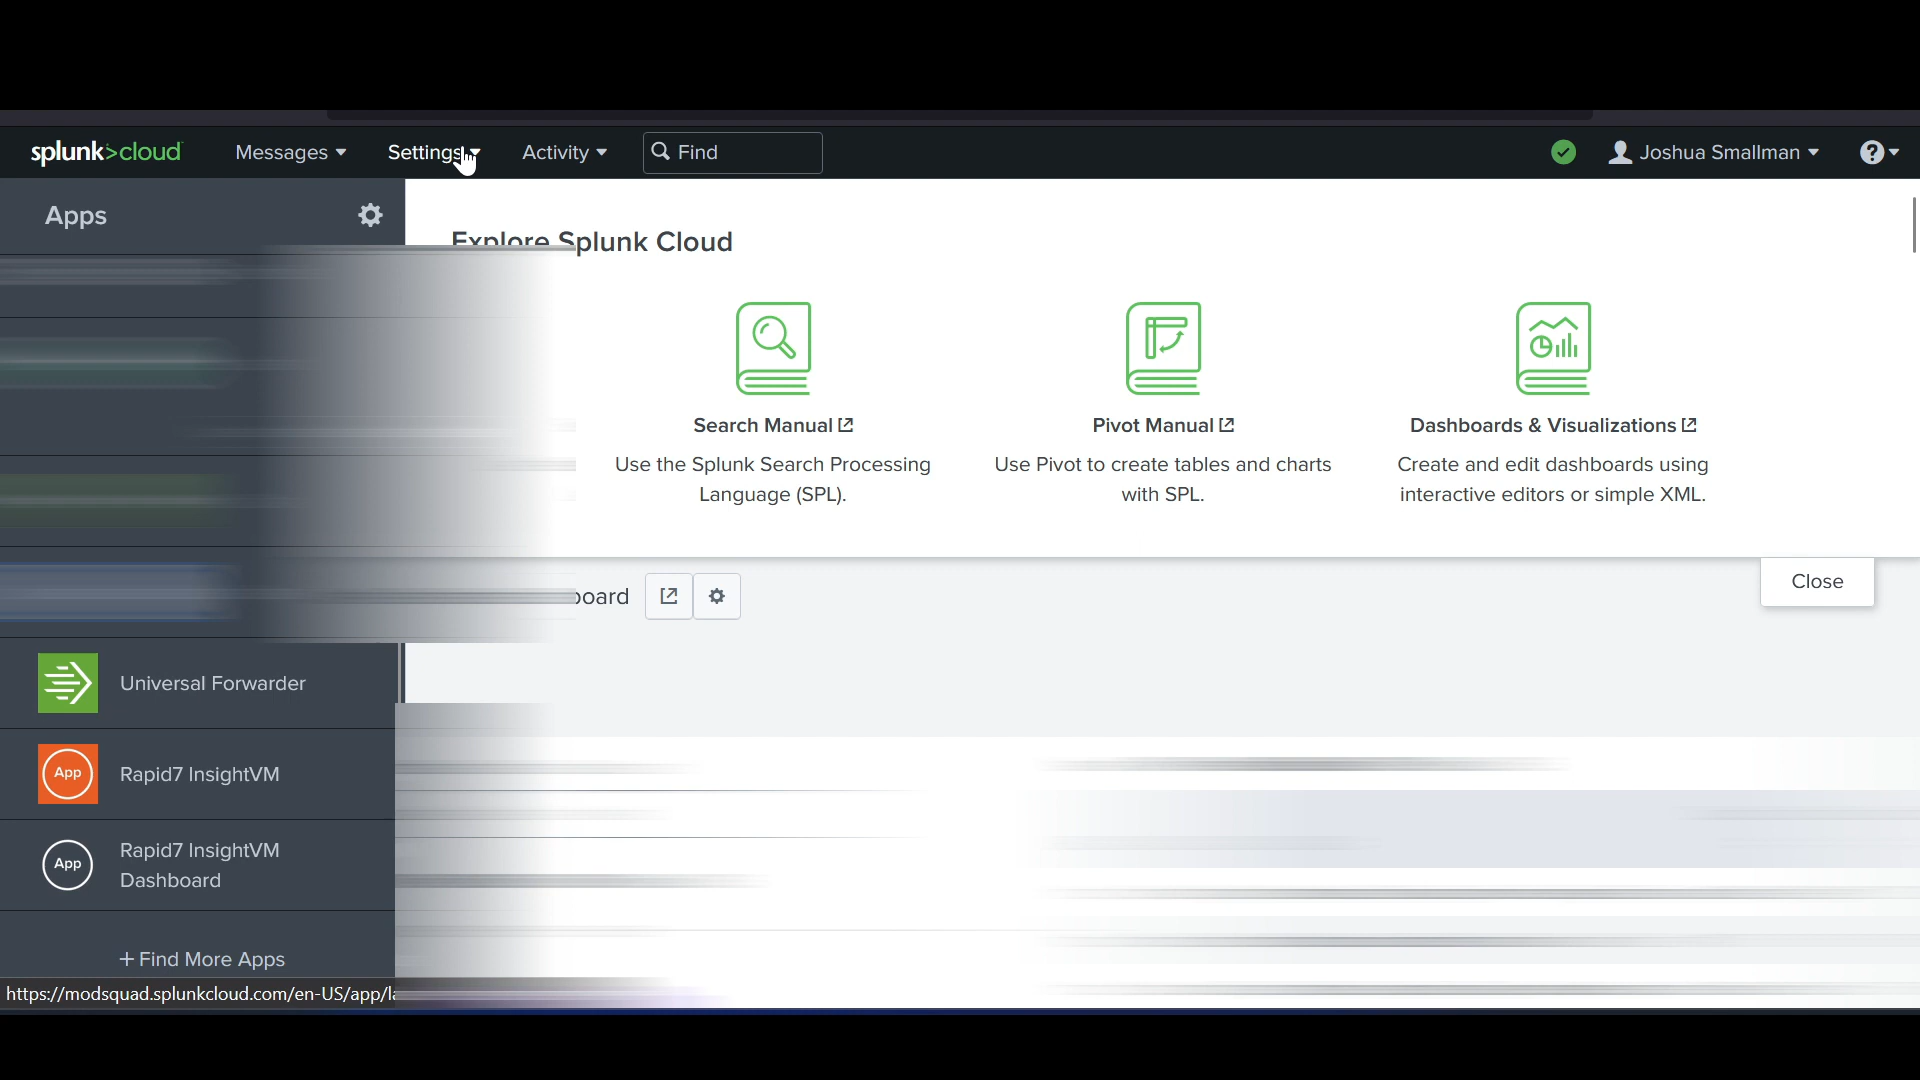 splunk>cloud Messages Settings Activity Find Joshua Smallman ?
Apps
Explore Splunk Cloud
Search Manual
Use the Splunk Search Processing
Language (SPL).
Pivot Manual
Use Pivot to create tables and charts
with SPL.
Dashboards & Visualizations
Create and edit dashboards using
interactive editors or simple XML.
Close
Universal Forwarder
App
Rapid7 InsightVM
App
Rapid7 InsightVM
Dashboard
+ Find More Apps
https://modsquad.splunkcloud.com/en-US/app/